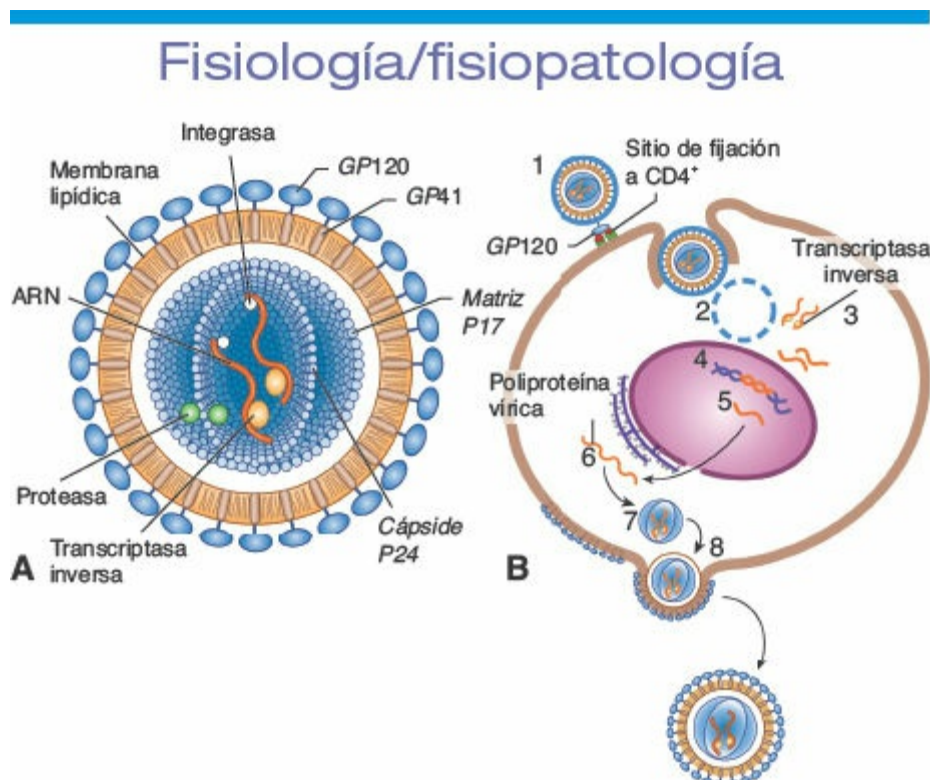 Fisiología/fisiopatología
Integrasa
GP120
Membrana
lipídica
GP41
ARN
Matriz
P17
Proteasa
Cápside
P24
Transcriptasa
inversa
A
1
Sitio de fijación
a CD4+
GP120
Transcriptasa
inversa
2
3
4
Poliproteína
vírica
5
6
7
8
B